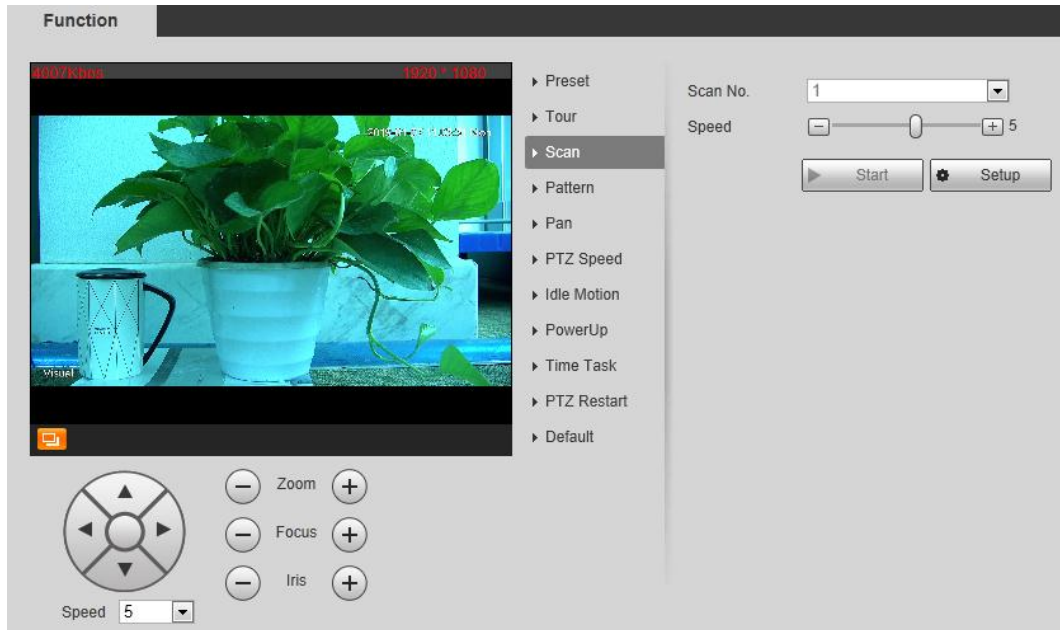 Function
4007Kbps
1920 * 1080
Visual
Preset
Tour
Scan
Pattern
Pan
PTZ Speed
Idle Motion
PowerUp
Time Task
PTZ Restart
Default
Scan No.
1
Speed
5
Start
Setup
Zoom
Focus
Iris
Speed
5